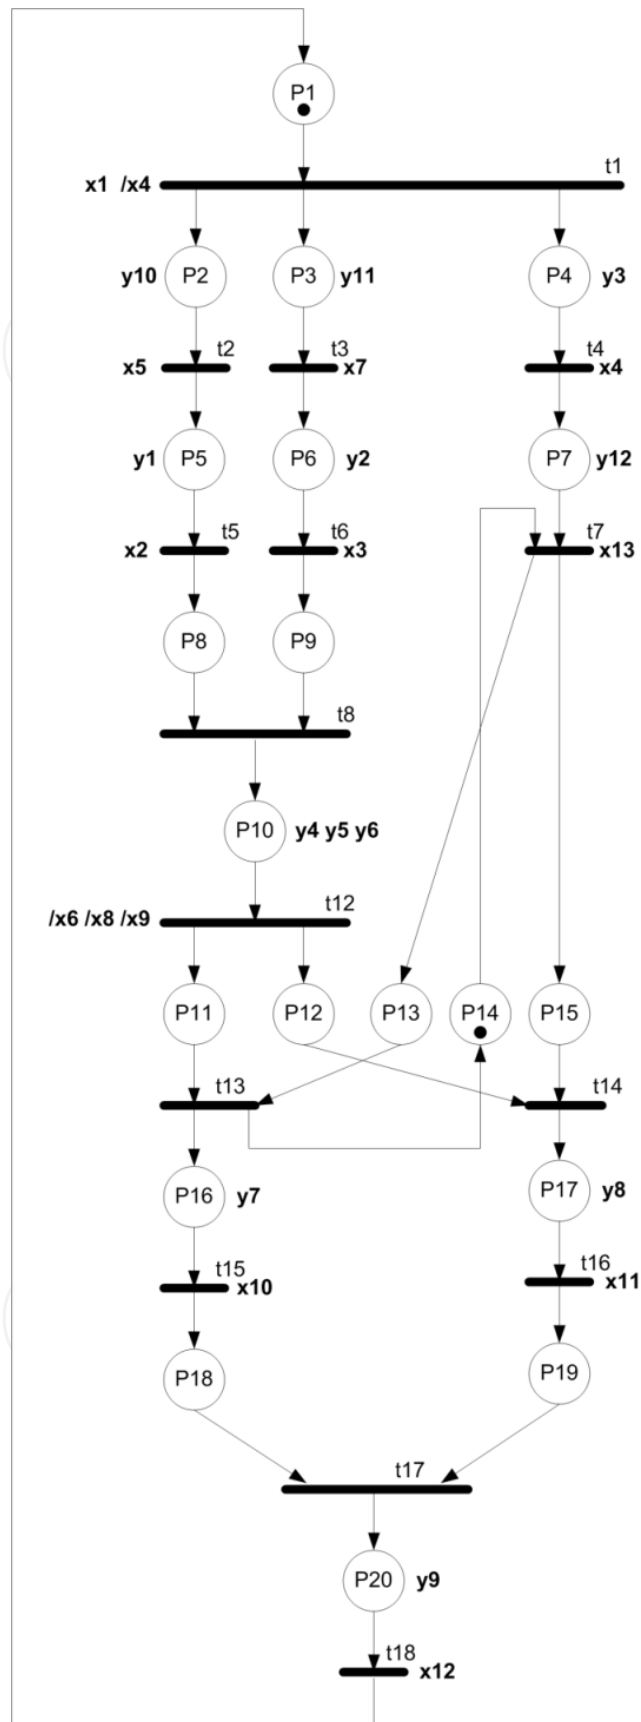 P1
t1
x1 /x4
y10 P2 P3 y11 P4 y3
t2 t3 t4
x5 x7 x4
y1 P5 P6 y2 P7 y12
t5 t6 t7
x2 x3 x13
P8 P9
t8
P10 y4 y5 y6
t12
/x6 /x8 /x9
P11 P12 P13 P14 P15
t13 t14
P16 y7 P17 y8
t15 t16
x10 x11
P18 P19
t17
P20 y9
t18
x12